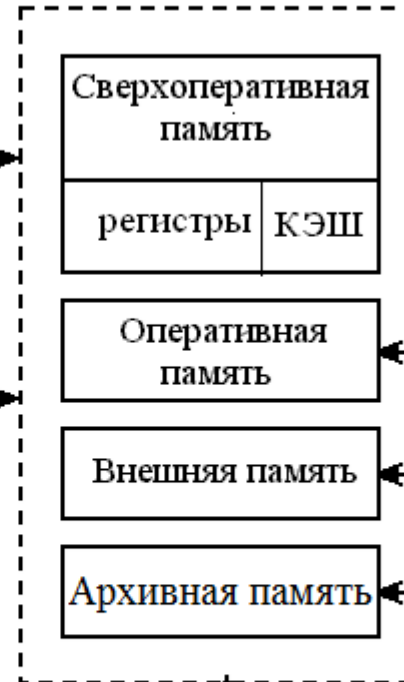 Сверхоперативная
память
регистры КЭШ
Оперативная
память
Внешняя память
Архивная память